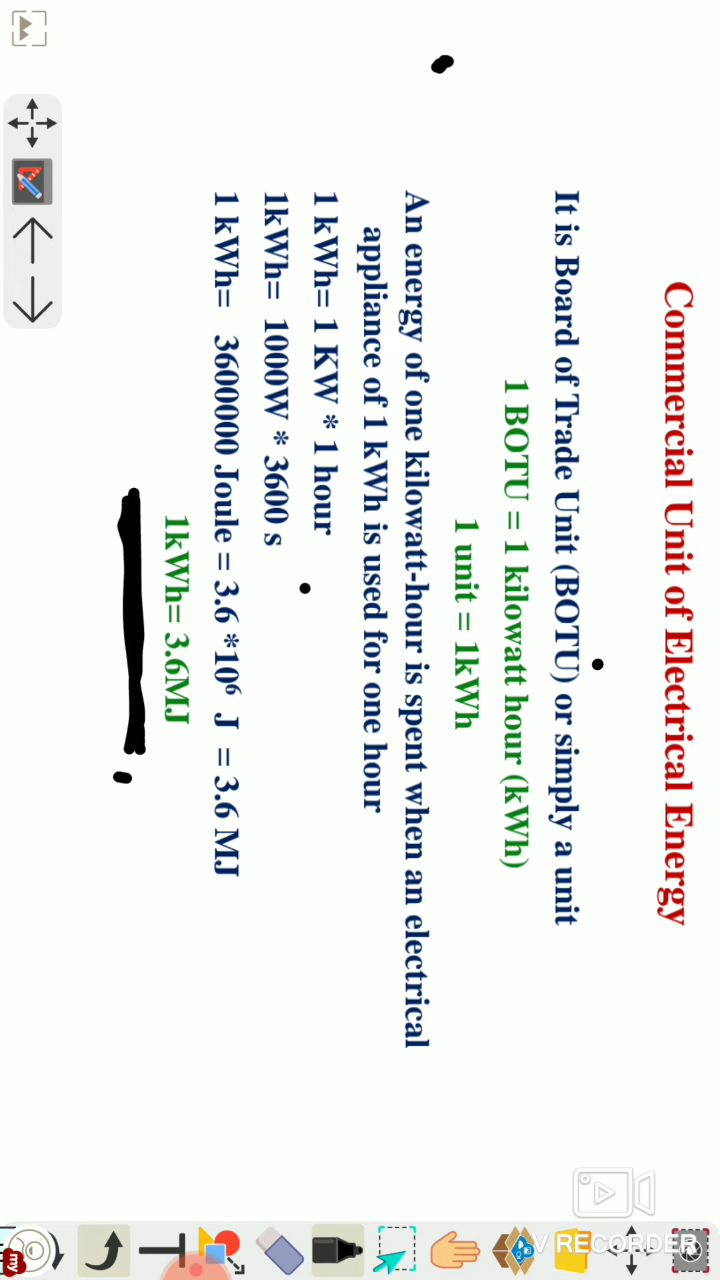 Commercial Unit of Electrical Energy
It is Board of Trade Unit (BOTU) or simply a unit
1 BOTU = 1 kilowatt hour (kWh)
1 unit = 1kWh
An energy of one kilowatt-hour is spent when an electrical
appliance of 1 kWh is used for one hour
1 kWh= 1 KW * 1 hour
1kWh= 1000W * 3600 s
1 kWh= 3600000 Joule = 3.6 *10⁶ J = 3.6 MJ
1kWh= 3.6MJ
V RECORDER
my